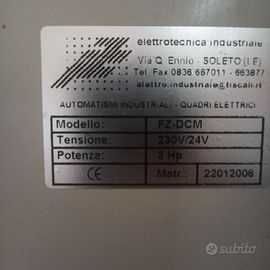 elettrotecnica industriale
Via Q. Ennio - SOLETO (LE)
Tel. Fax 0836 667011 - 663877
elettro.industriale@tiscali.it
AUTOMATISMI INDUSTRIALI - QUADRI ELETTRICI
Modello: FZ-DCM
Tensione: 230V/24V
Potenze: 3 Hp
CE Matr.: 22012006
subito